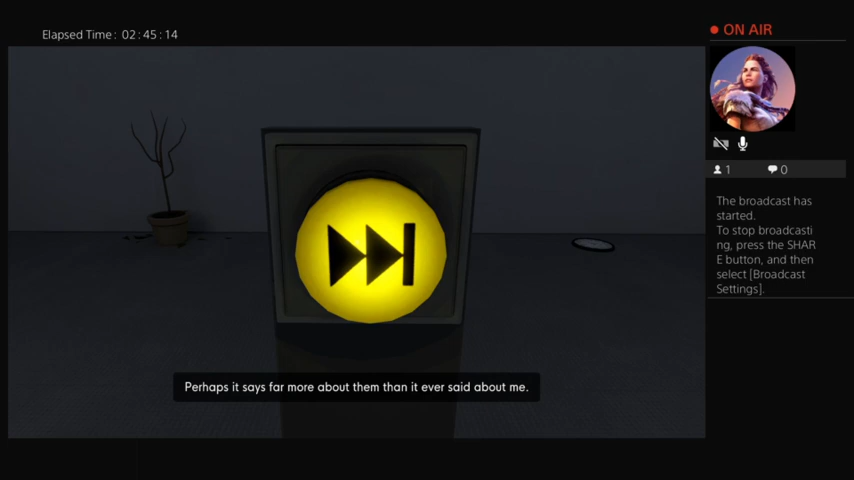 Elapsed Time: 02:45:14
ON AIR
1
0
The broadcast has
started.
To stop broadcasti
ng, press the SHAR
E button, and then
select [Broadcast
Settings].
Perhaps it says far more about them than it ever said about me.